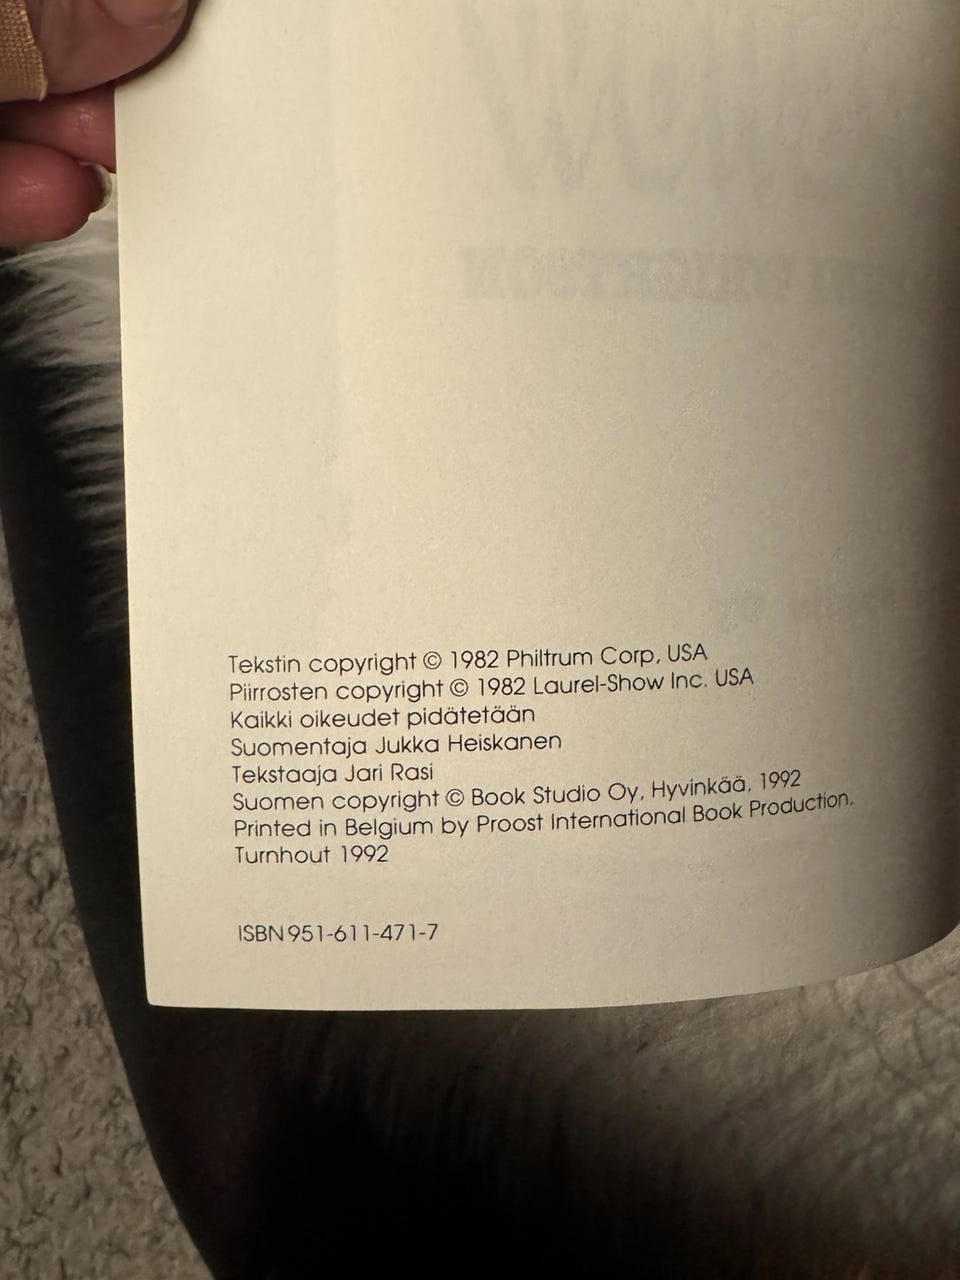 Tekstin copyright © 1982 Philtrum Corp, USA
Piirrosten copyright © 1982 Laurel-Show Inc. USA
Kaikki oikeudet pidätetään
Suomentaja Jukka Heiskanen
Tekstaaja Jari Rasi
Suomen copyright © Book Studio Oy, Hyvinkää, 1992
Printed in Belgium by Proost International Book Production,
Turnhout 1992
ISBN 951-611-471-7